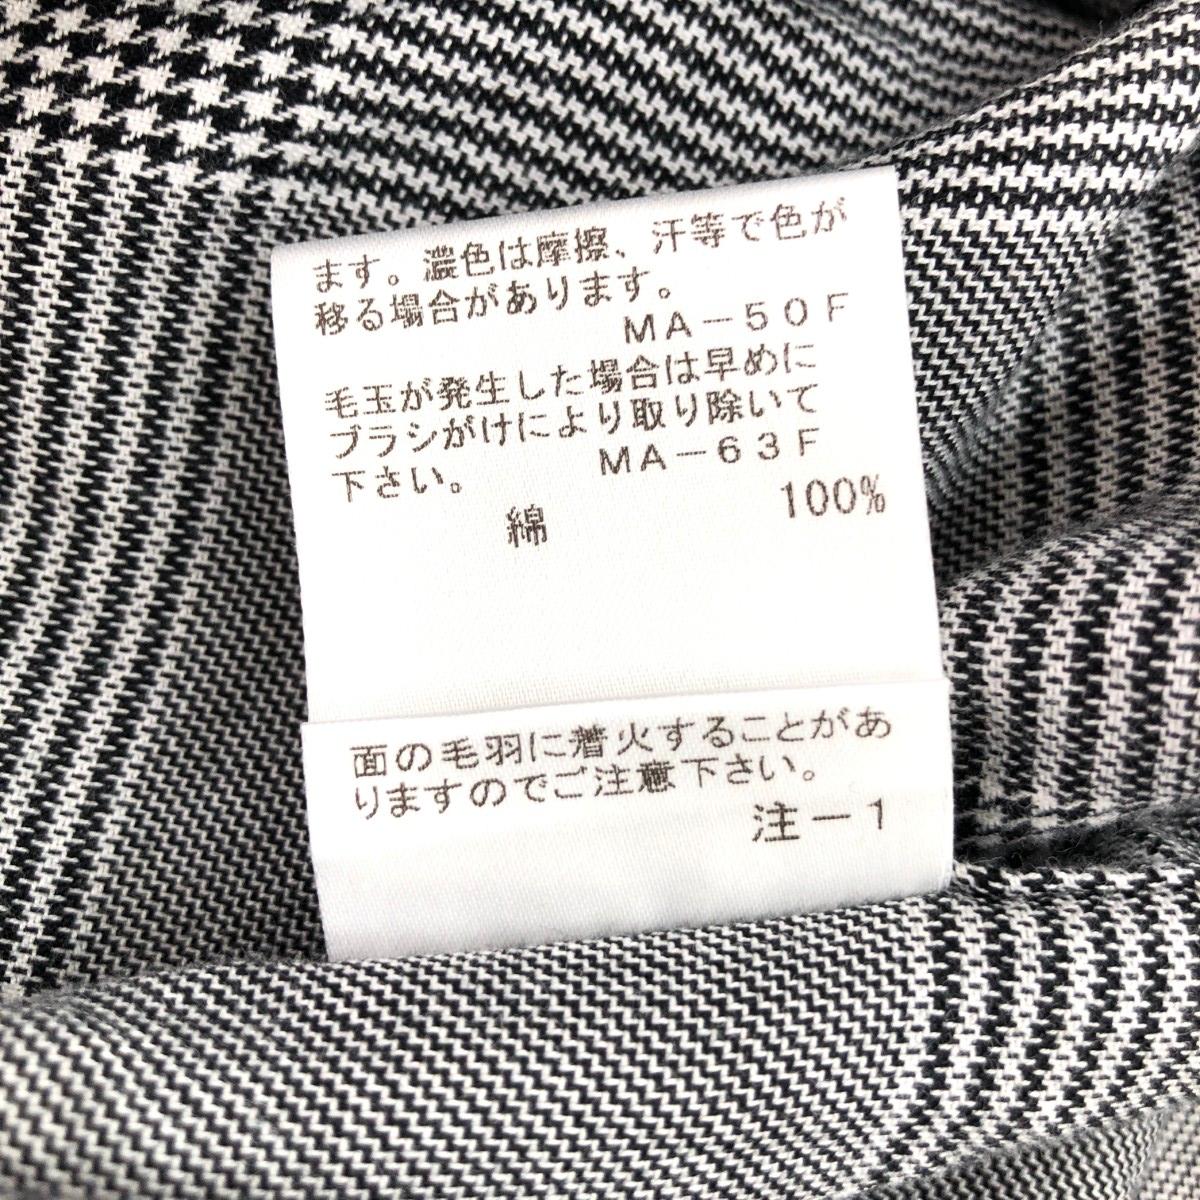 ます。濃色は摩擦、汗等で色が
移る場合があります。
MA-50F
毛玉が発生した場合は早めに
ブラシがけにより取り除いて
下さい。 MA-63F
綿 100%
面の毛羽に着火することがあ
りますのでご注意下さい。
注-1